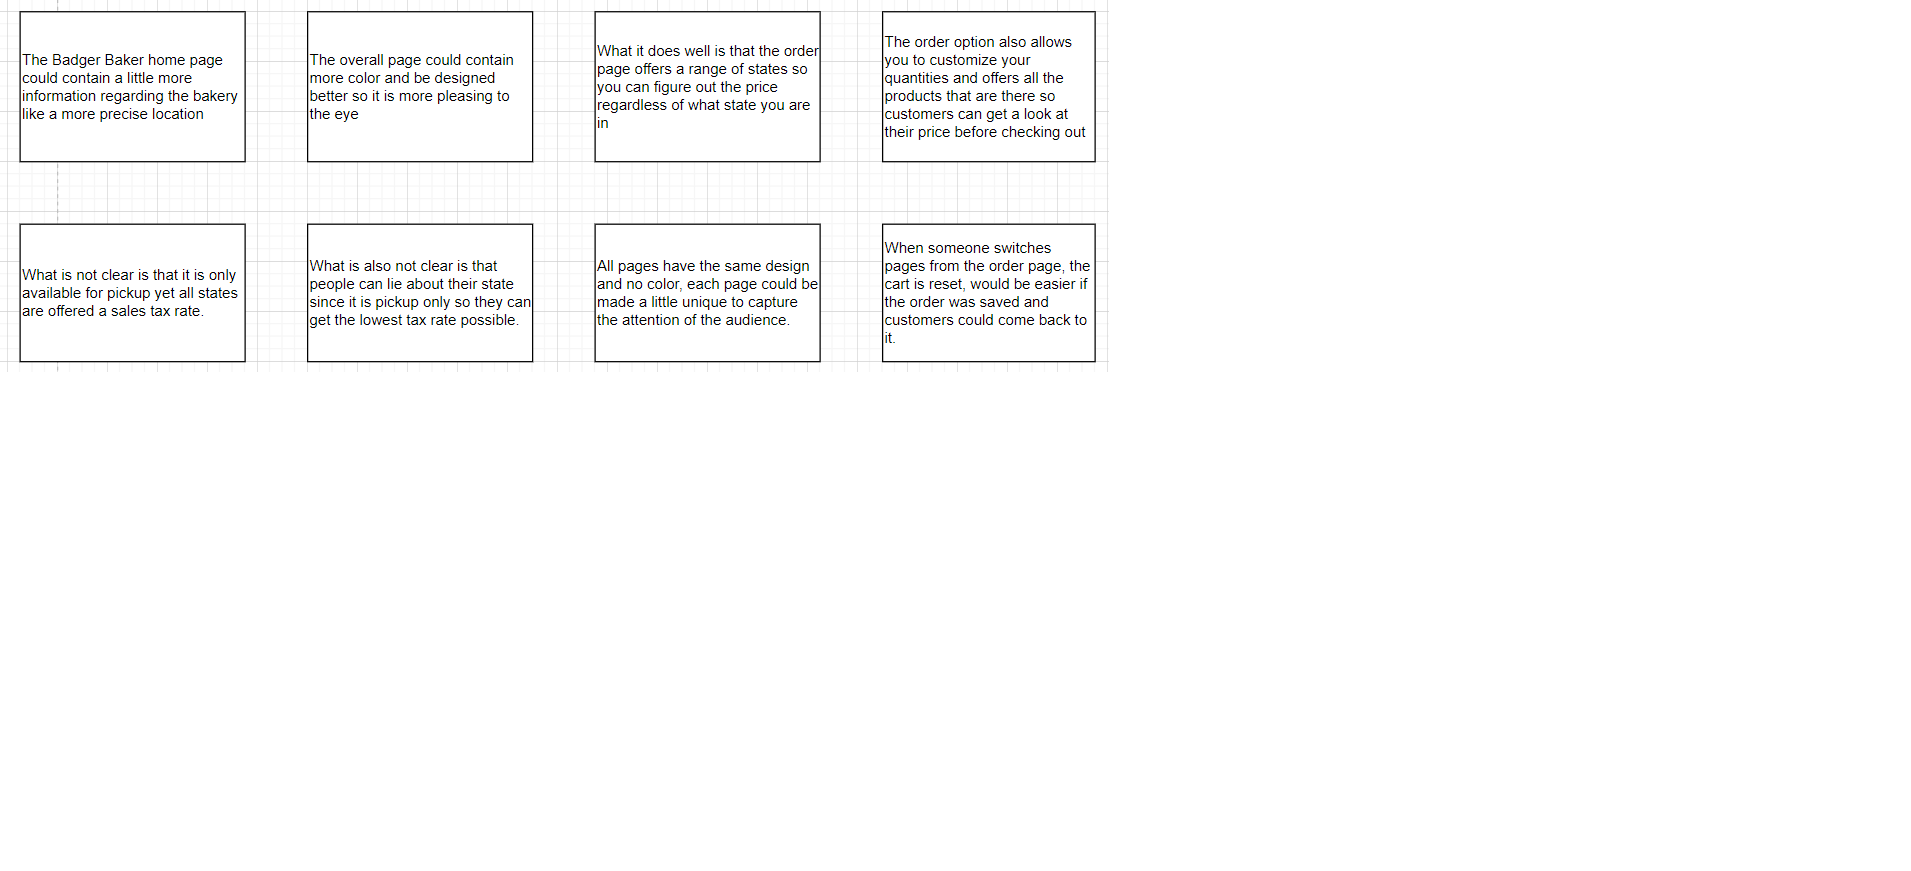 The Badger Baker home page
could contain a little more
information regarding the bakery
like a more precise location
The overall page could contain
more color and be designed
better so it is more pleasing to
the eye
What it does well is that the order
page offers a range of states so
you can figure out the price
regardless of what state you are
in
The order option also allows
you to customize your
quantities and offers all the
products that are there so
customers can get a look at
their price before checking out
What is not clear is that it is only
available for pickup yet all states
are offered a sales tax rate.
What is also not clear is that
people can lie about their state
since it is pickup only so they can
get the lowest tax rate possible.
All pages have the same design
and no color, each page could be
made a little unique to capture
the attention of the audience.
When someone switches
pages from the order page, the
cart is reset, would be easier if
the order was saved and
customers could come back to
it.